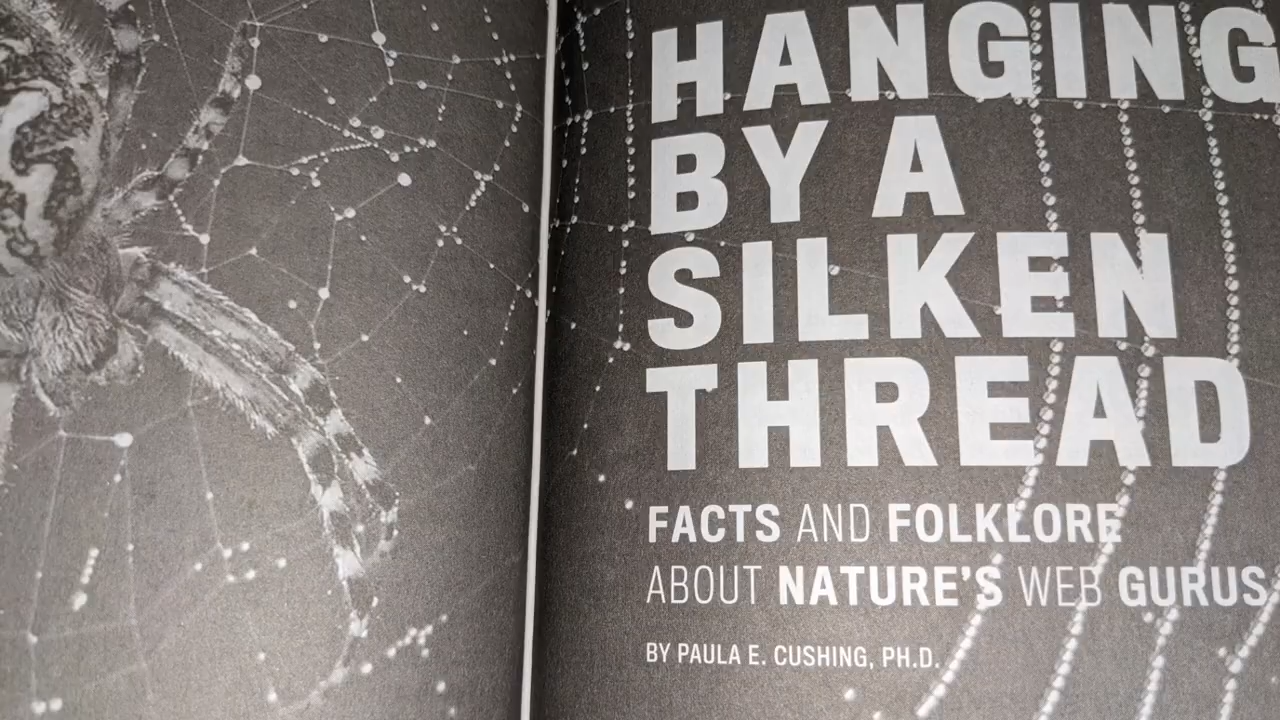 HANGING
BY A
SILKEN
THREAD
FACTS AND FOLKLORE
ABOUT NATURE'S WEB GURUS
BY PAULA E. CUSHING, PH.D.